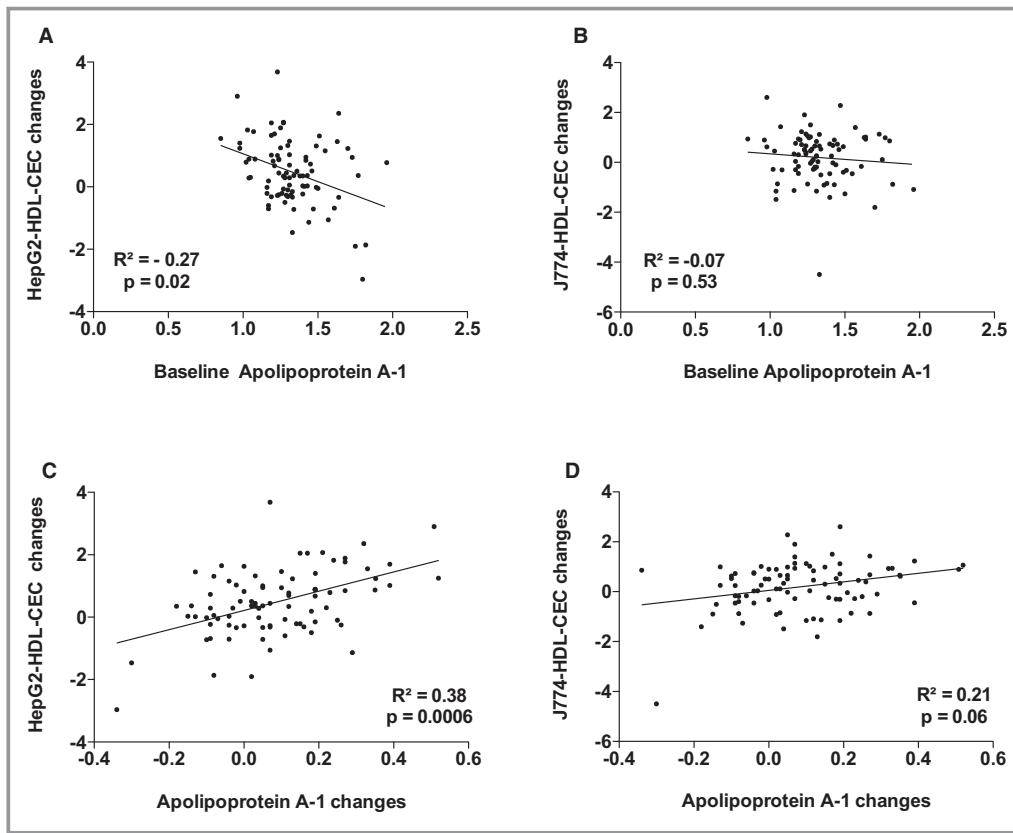 A
HepG2-HDL-CEC changes
4
2
0
-2
-4
R² = - 0.27
p = 0.02
0.0 0.5 1.0 1.5 2.0 2.5
Baseline Apolipoprotein A-1
B
J774-HDL-CEC changes
4
2
0
-2
-4
-6
R² = -0.07
p = 0.53
0.0 0.5 1.0 1.5 2.0 2.5
Baseline Apolipoprotein A-1
C
HepG2-HDL-CEC changes
4
2
0
-2
-4
R² = 0.38
p = 0.0006
-0.4 -0.2 0.0 0.2 0.4 0.6
Apolipoprotein A-1 changes
D
J774-HDL-CEC changes
4
2
0
-2
-4
-6
R² = 0.21
p = 0.06
-0.4 -0.2 0.0 0.2 0.4 0.6
Apolipoprotein A-1 changes